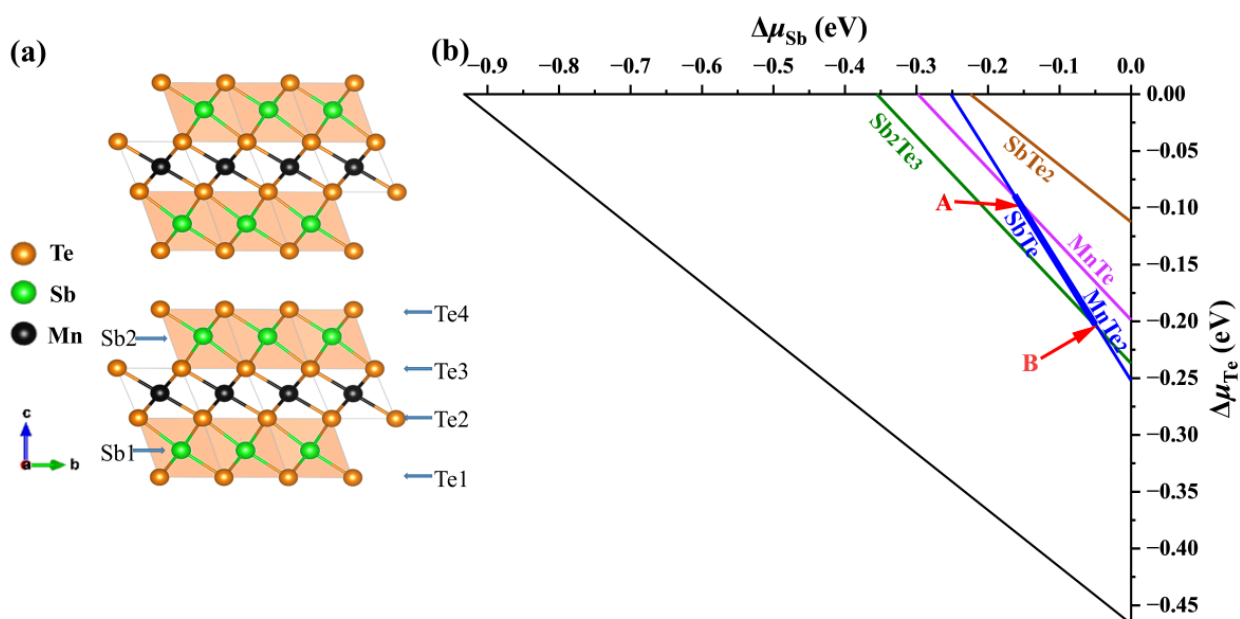 (a)
Te
Sb
Mn
Sb2
Sb1
Te4
Te3
Te2
Te1
c
a
b
(b)
Δμ_Sb (eV)
−0.9 −0.8 −0.7 −0.6 −0.5 −0.4 −0.3 −0.2 −0.1 0.0
0.00
−0.05
−0.10
−0.15
−0.20
−0.25
−0.30
−0.35
−0.40
−0.45
Δμ_Te (eV)
Sb₂Te₃
SbTe₂
SbTe
MnTe
MnTe₂
A
B